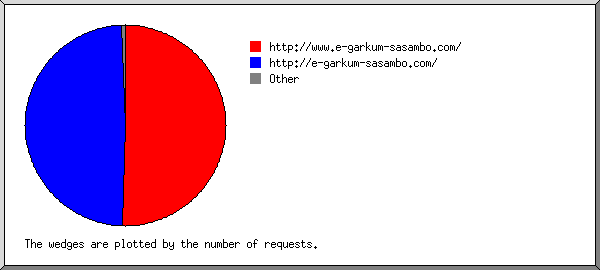 http://www.e-garkum-sasambo.com/
http://e-garkum-sasambo.com/
Other
The wedges are plotted by the number of requests.